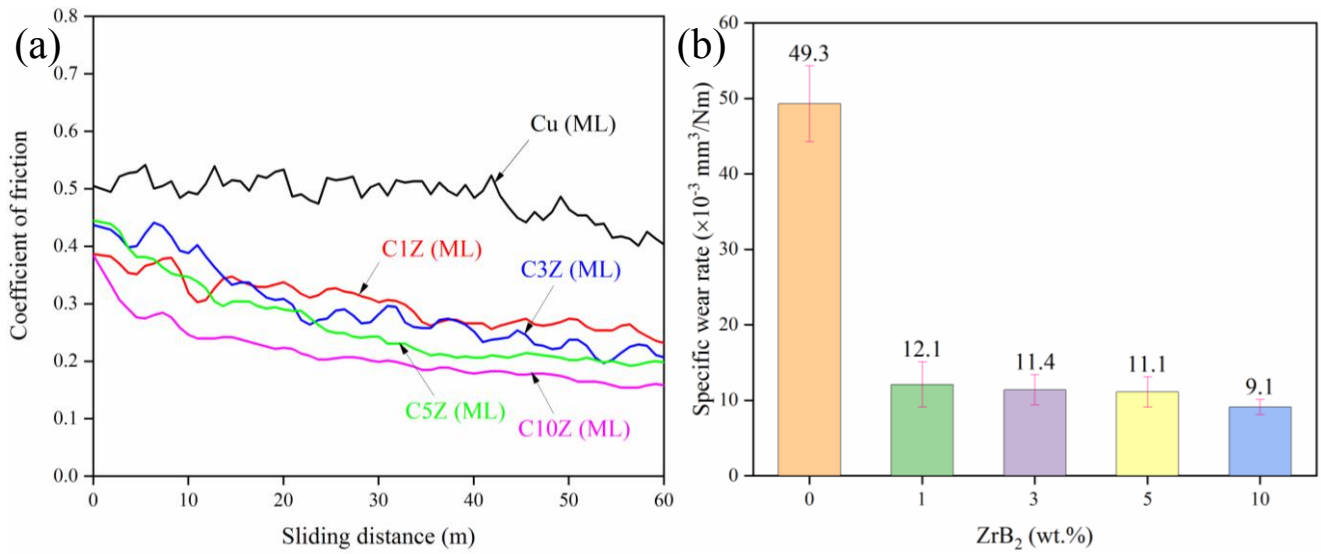 (a)
0.8
0.7
0.6
0.5
0.4
0.3
0.2
0.1
0.0
Coefficient of friction
Cu (ML)
C1Z (ML)
C3Z (ML)
C5Z (ML)
C10Z (ML)
0 10 20 30 40 50 60
Sliding distance (m)
(b)
60
50
40
30
20
10
0
Specific wear rate (×10⁻³ mm³/Nm)
49.3
12.1
11.4
11.1
9.1
0 1 3 5 10
ZrB₂ (wt.%)